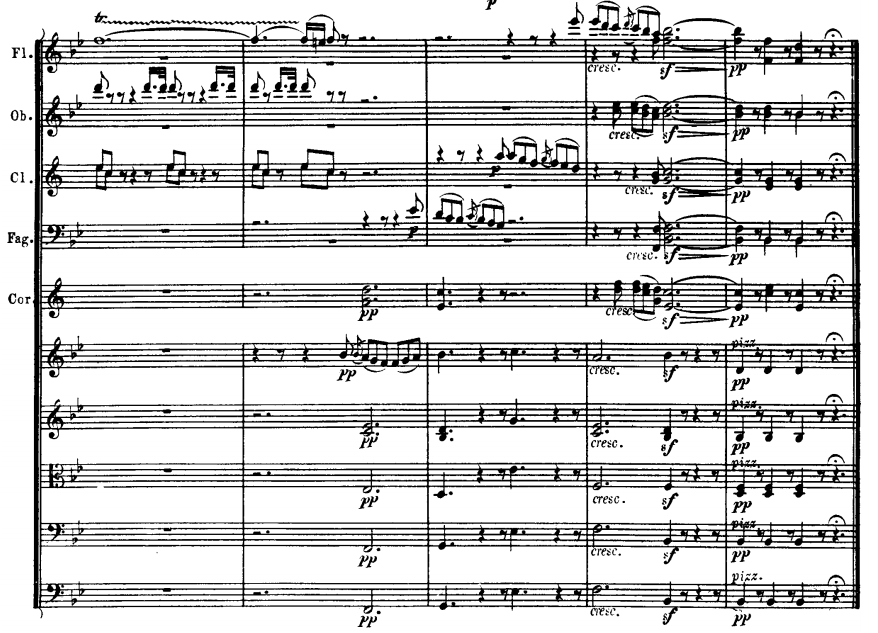 p
tr
Fl. cresc. sf pp
Ob. cresc. sf pp
Cl. p cresc. sf pp
Fag. p cresc. sf pp
Cor. pp cresc. sf pp
pp cresc. sf pizz. pp
pp cresc. sf pizz. pp
pp cresc. sf pizz. pp
pp cresc. sf pizz. pp
pp cresc. sf pizz. pp